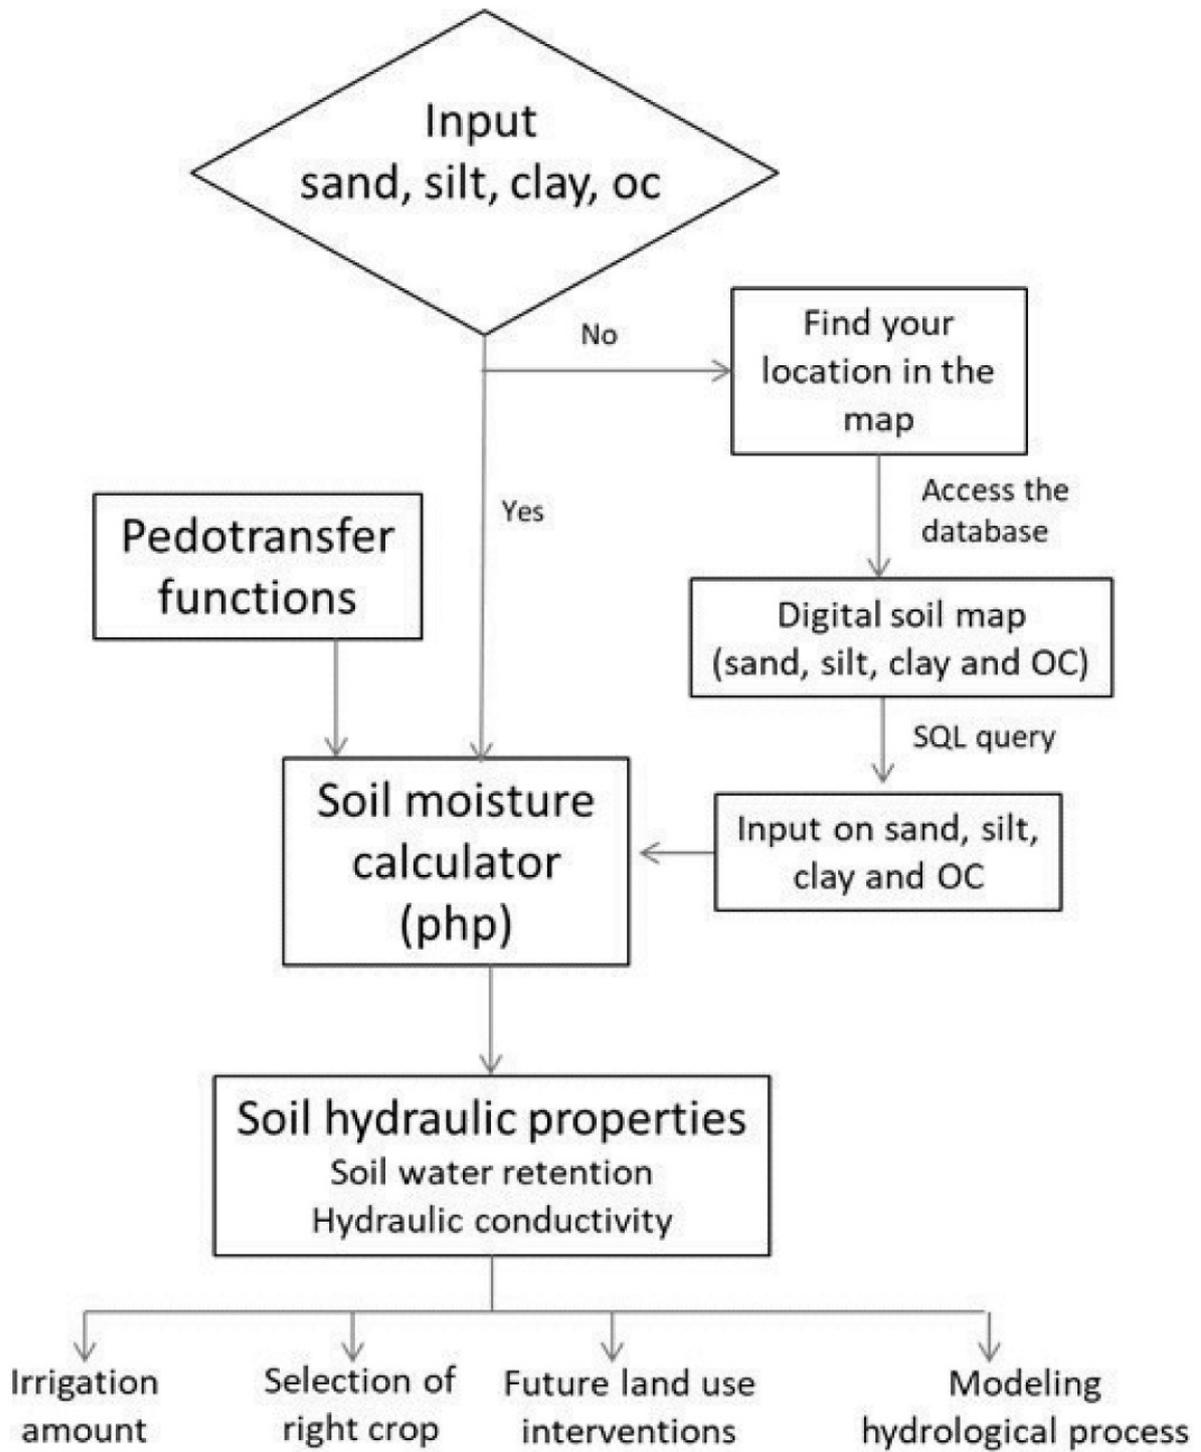 Input
sand, silt, clay, oc
No
Find your
location in the
map
Yes
Access the
database
Pedotransfer
functions
Digital soil map
(sand, silt, clay and OC)
SQL query
Soil moisture
calculator
(php)
Input on sand, silt,
clay and OC
Soil hydraulic properties
Soil water retention
Hydraulic conductivity
Irrigation
amount
Selection of
right crop
Future land use
interventions
Modeling
hydrological process